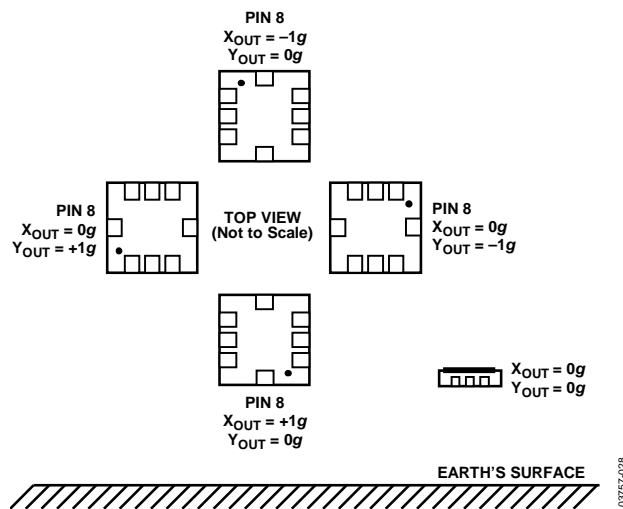 PIN 8
XOUT = –1g
YOUT = 0g
PIN 8
XOUT = 0g
YOUT = +1g
TOP VIEW
(Not to Scale)
PIN 8
XOUT = 0g
YOUT = –1g
PIN 8
XOUT = +1g
YOUT = 0g
XOUT = 0g
YOUT = 0g
EARTH'S SURFACE
03757-028